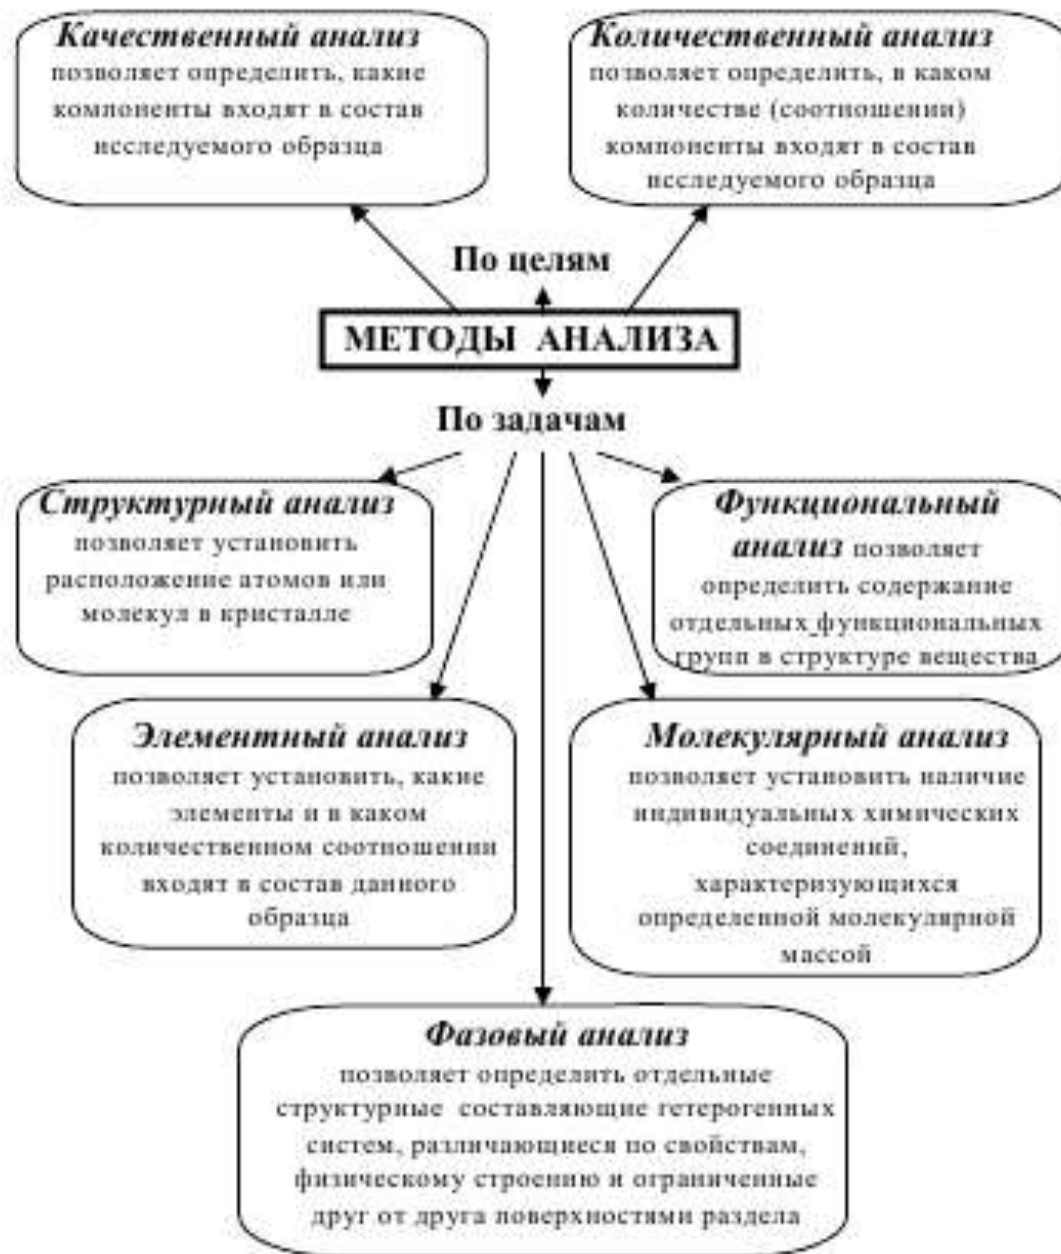 Качественный анализ
позволяет определить, какие
компоненты входят в состав
исследуемого образца
Количественный анализ
позволяет определить, в каком
количестве (соотношении)
компоненты входят в состав
исследуемого образца
По целям
МЕТОДЫ АНАЛИЗА
По задачам
Структурный анализ
позволяет установить
расположение атомов или
молекул в кристалле
Функциональный
анализ позволяет
определить содержание
отдельных функциональных
групп в структуре вещества
Элементный анализ
позволяет установить, какие
элементы и в каком
количественном соотношении
входят в состав данного
образца
Молекулярный анализ
позволяет установить наличие
индивидуальных химических
соединений,
характеризующихся
определенной молекулярной
массой
Фазовый анализ
позволяет определить отдельные
структурные составляющие гетерогенных
систем, различающиеся по свойствам,
физическому строению и ограниченные
друг от друга поверхностями раздела